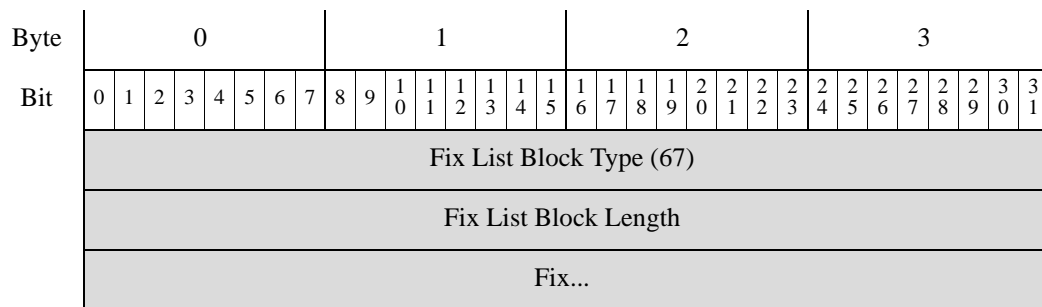 Byte 0 1 2 3
Bit 0 1 2 3 4 5 6 7 8 9 10 11 12 13 14 15 16 17 18 19 20 21 22 23 24 25 26 27 28 29 30 31
Fix List Block Type (67)
Fix List Block Length
Fix...